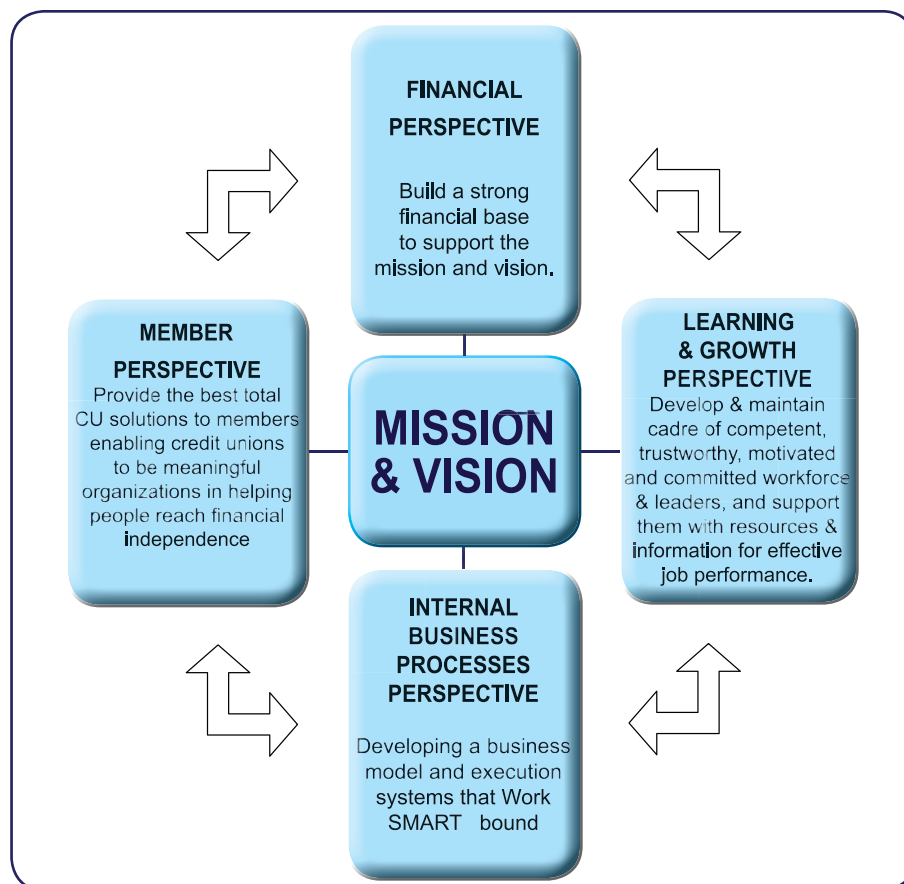 FINANCIAL
PERSPECTIVE
Build a strong
financial base
to support the
mission and vision.
MEMBER
PERSPECTIVE
Provide the best total
CU solutions to members
enabling credit unions
to be meaningful
organizations in helping
people reach financial
independence
MISSION
& VISION
LEARNING
& GROWTH
PERSPECTIVE
Develop & maintain
cadre of competent,
trustworthy, motivated
and committed workforce
& leaders, and support
them with resources &
information for effective
job performance.
INTERNAL
BUSINESS
PROCESSES
PERSPECTIVE
Developing a business
model and execution
systems that Work
SMART bound